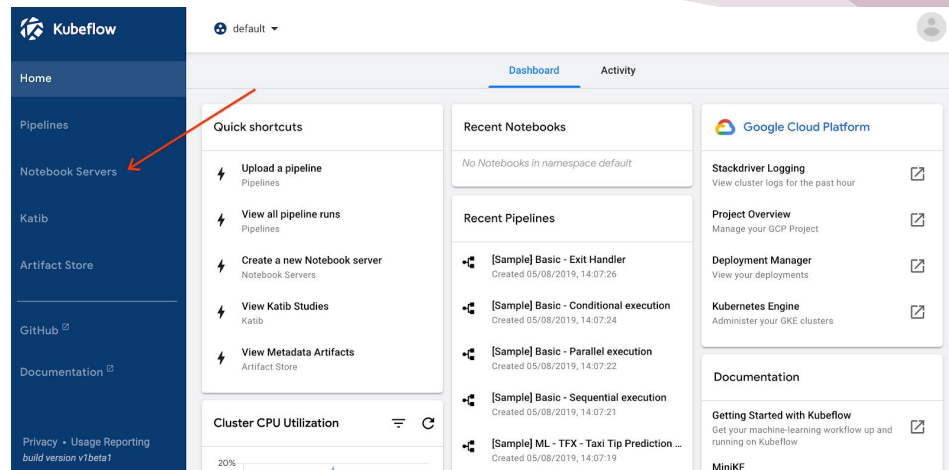 Kubeflow
default
Home
Pipelines
Notebook Servers
Katib
Artifact Store
GitHub
Documentation
Privacy • Usage Reporting
build version v1beta1
Dashboard
Activity
Quick shortcuts
Upload a pipeline
Pipelines
View all pipeline runs
Pipelines
Create a new Notebook server
Notebook Servers
View Katib Studies
Katib
View Metadata Artifacts
Artifact Store
Cluster CPU Utilization
20%
Recent Notebooks
No Notebooks in namespace default
Recent Pipelines
[Sample] Basic - Exit Handler
Created 05/08/2019, 14:07:26
[Sample] Basic - Conditional execution
Created 05/08/2019, 14:07:24
[Sample] Basic - Parallel execution
Created 05/08/2019, 14:07:22
[Sample] Basic - Sequential execution
Created 05/08/2019, 14:07:21
[Sample] ML - TFX - Taxi Tip Prediction ...
Created 05/08/2019, 14:07:19
Google Cloud Platform
Stackdriver Logging
View cluster logs for the past hour
Project Overview
Manage your GCP Project
Deployment Manager
View your deployments
Kubernetes Engine
Administer your GKE clusters
Documentation
Getting Started with Kubeflow
Get your machine-learning workflow up and
running on Kubeflow
MiniKF